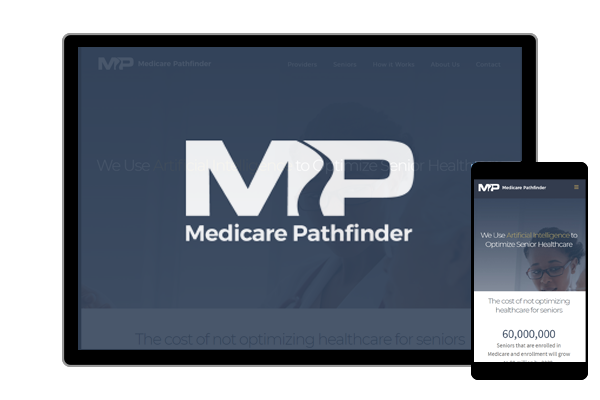 MP Medicare Pathfinder
Providers Seniors How It Works About Us Contact
We Use Artificial Intelligence to Optimize Senior Healthcare
MP
Medicare Pathfinder
The cost of not optimizing healthcare for seniors
MP Medicare Pathfinder
We Use Artificial Intelligence to
Optimize Senior Healthcare
The cost of not optimizing
healthcare for seniors
60,000,000
Seniors that are enrolled in
Medicare and enrollment will grow